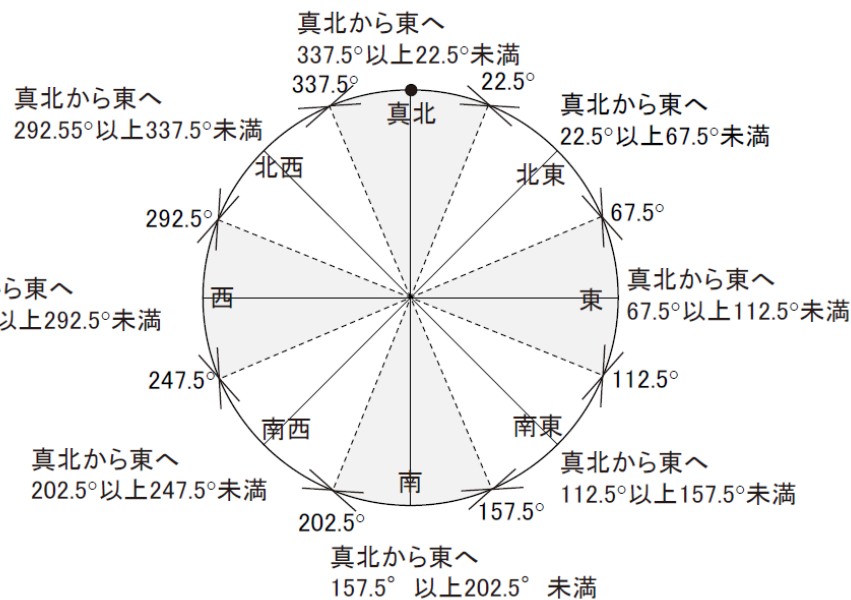 真北から東へ
337.5°以上22.5°未満
337.5°
22.5°
真北
真北から東へ
292.55°以上337.5°未満
真北から東へ
22.5°以上67.5°未満
北西
北東
292.5°
67.5°
ら東へ
以上292.5°未満
西
東
真北から東へ
67.5°以上112.5°未満
247.5°
112.5°
南西
南東
真北から東へ
202.5°以上247.5°未満
南
真北から東へ
112.5°以上157.5°未満
202.5°
157.5°
真北から東へ
157.5° 以上202.5° 未満